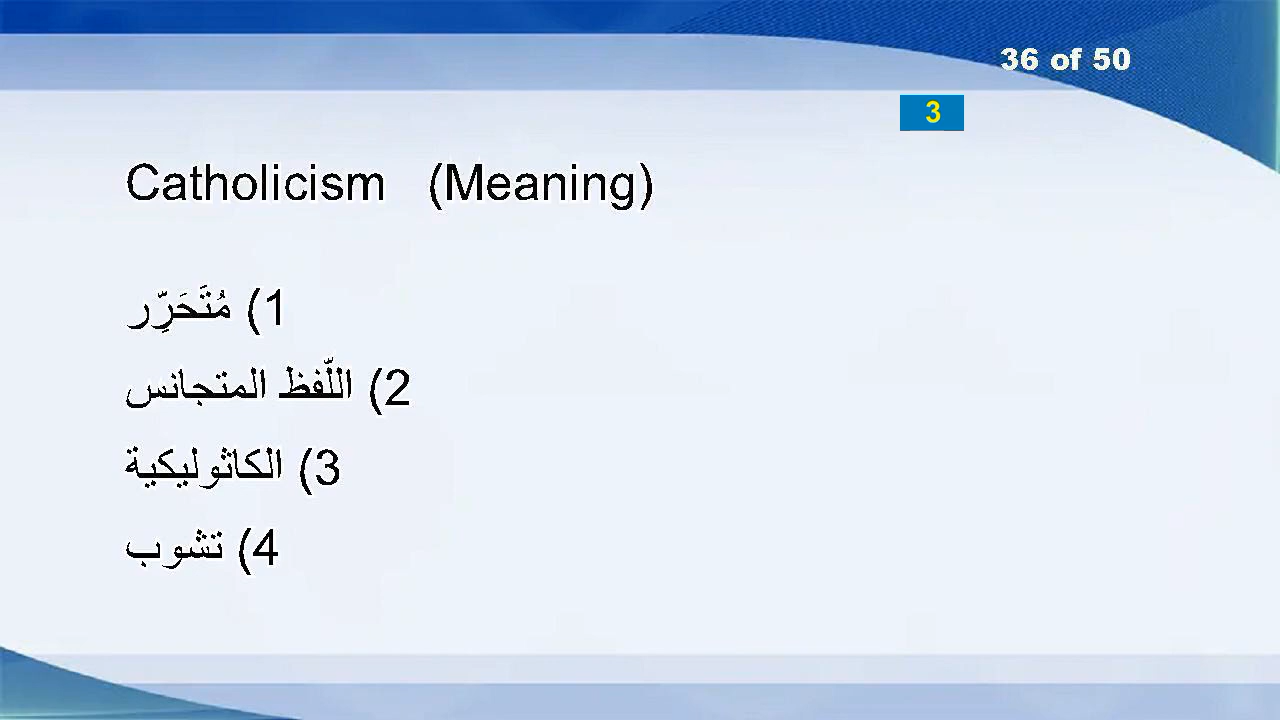 36 of 50
3
Catholicism (Meaning)
1) مُتَحَرِّر
2) اللّفظ المتجانس
3) الكاثوليكية
4) تشوب